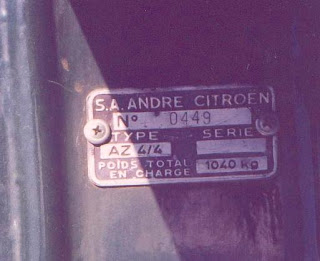 S.A. ANDRE CITROEN
N° 0449
TYPE SERIE
AZ 4/4
POIDS TOTAL 1040 Kg
EN CHARGE